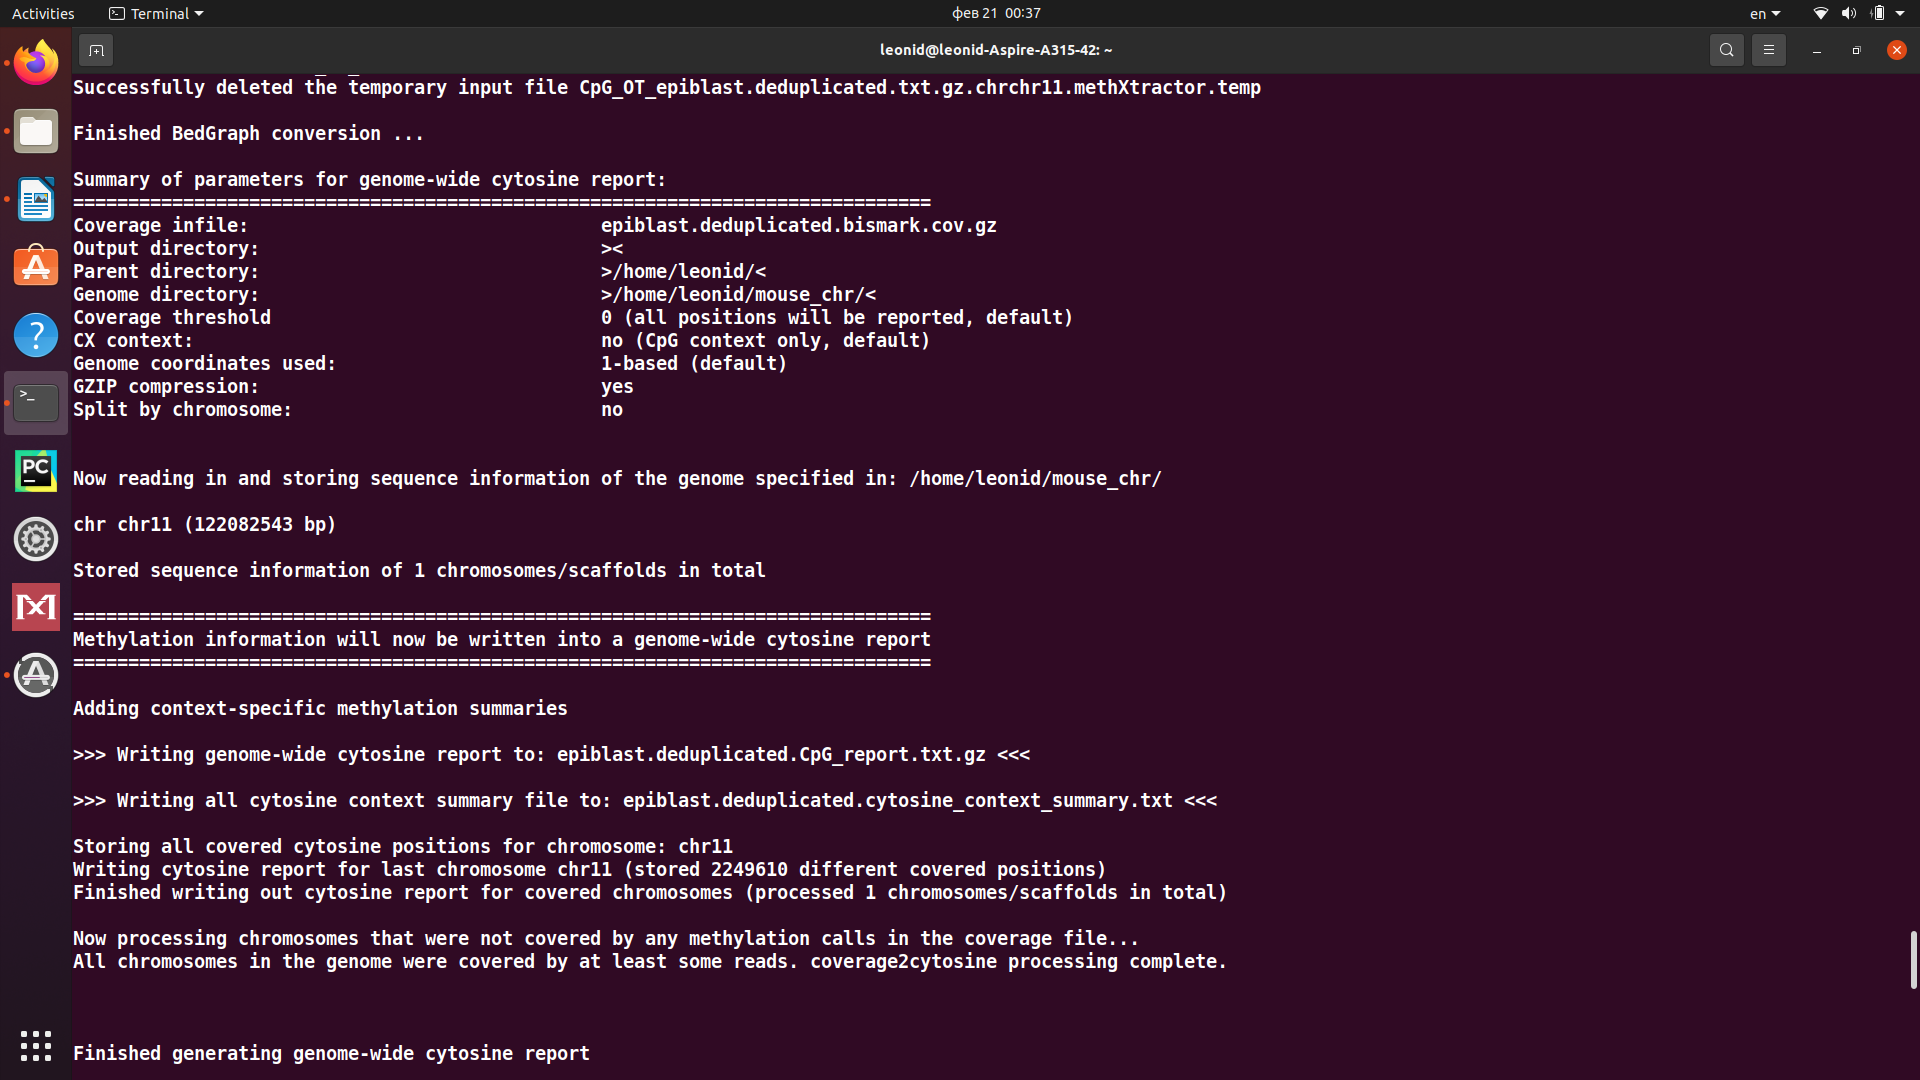 Activities
Terminal
фев 21 00:37
en
leonid@leonid-Aspire-A315-42: ~
Successfully deleted the temporary input file CpG_OT_epiblast.deduplicated.txt.gz.chrchr11.methXtractor.temp
Finished BedGraph conversion ...
Summary of parameters for genome-wide cytosine report:
==============================================================================
Coverage infile: epiblast.deduplicated.bismark.cov.gz
Output directory: ><
Parent directory: >/home/leonid/<
Genome directory: >/home/leonid/mouse_chr/<
Coverage threshold 0 (all positions will be reported, default)
CX context: no (CpG context only, default)
Genome coordinates used: 1-based (default)
GZIP compression: yes
Split by chromosome: no
Now reading in and storing sequence information of the genome specified in: /home/leonid/mouse_chr/
chr chr11 (122082543 bp)
Stored sequence information of 1 chromosomes/scaffolds in total
==============================================================================
Methylation information will now be written into a genome-wide cytosine report
==============================================================================
Adding context-specific methylation summaries
>>> Writing genome-wide cytosine report to: epiblast.deduplicated.CpG_report.txt.gz <<<
>>> Writing all cytosine context summary file to: epiblast.deduplicated.cytosine_context_summary.txt <<<
Storing all covered cytosine positions for chromosome: chr11
Writing cytosine report for last chromosome chr11 (stored 2249610 different covered positions)
Finished writing out cytosine report for covered chromosomes (processed 1 chromosomes/scaffolds in total)
Now processing chromosomes that were not covered by any methylation calls in the coverage file...
All chromosomes in the genome were covered by at least some reads. coverage2cytosine processing complete.
Finished generating genome-wide cytosine report
>_
PC